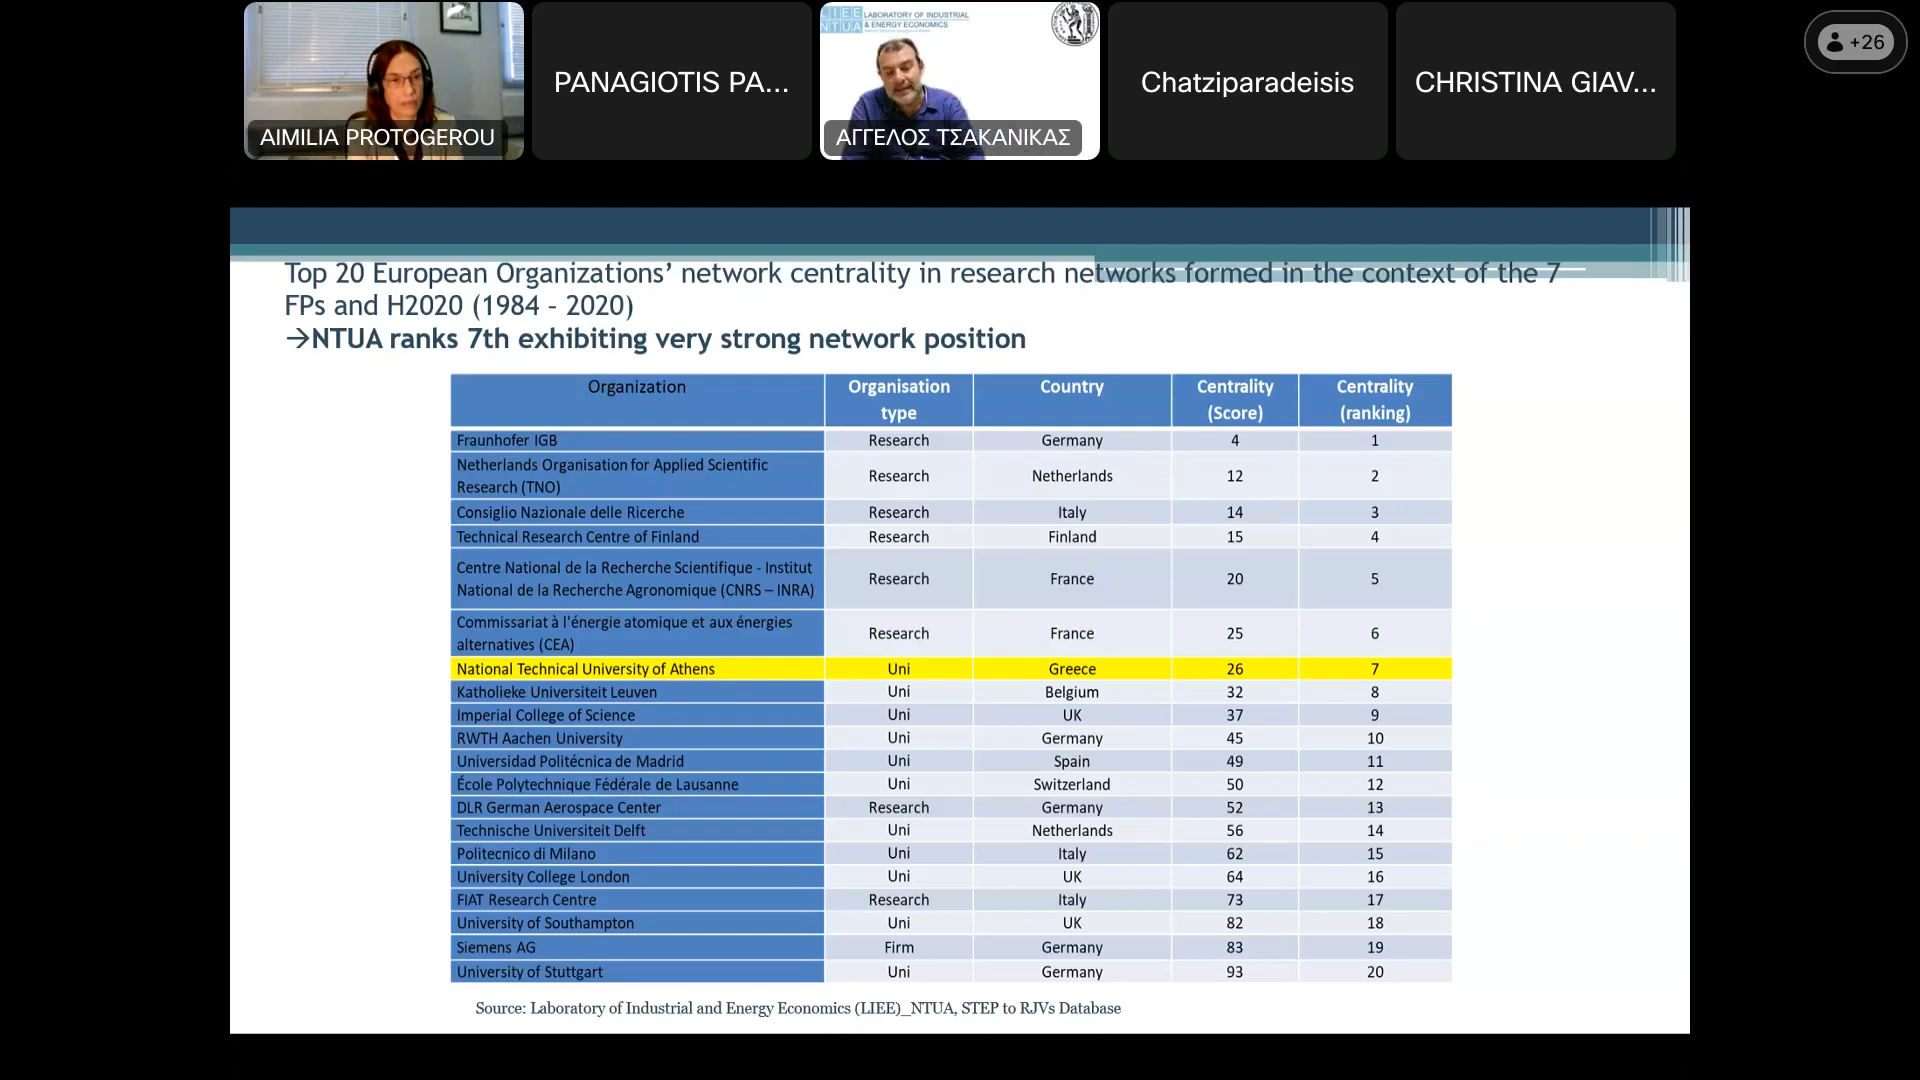 LIEE
NTUA
LABORATORY OF INDUSTRIAL
& ENERGY ECONOMICS
AIMILIA PROTOGEROU
PANAGIOTIS PA...
ΑΓΓΕΛΟΣ ΤΣΑΚΑΝΙΚΑΣ
Chatziparadeisis
CHRISTINA GIAV...
+26
Top 20 European Organizations’ network centrality in research networks formed in the context of the 7
FPs and H2020 (1984 – 2020)
→NTUA ranks 7th exhibiting very strong network position
Organization Organisation type Country Centrality (Score) Centrality (ranking)
Fraunhofer IGB Research Germany 4 1
Netherlands Organisation for Applied Scientific
Research (TNO) Research Netherlands 12 2
Consiglio Nazionale delle Ricerche Research Italy 14 3
Technical Research Centre of Finland Research Finland 15 4
Centre National de la Recherche Scientifique - Institut
National de la Recherche Agronomique (CNRS – INRA) Research France 20 5
Commissariat à l'énergie atomique et aux énergies
alternatives (CEA) Research France 25 6
National Technical University of Athens Uni Greece 26 7
Katholieke Universiteit Leuven Uni Belgium 32 8
Imperial College of Science Uni UK 37 9
RWTH Aachen University Uni Germany 45 10
Universidad Politécnica de Madrid Uni Spain 49 11
École Polytechnique Fédérale de Lausanne Uni Switzerland 50 12
DLR German Aerospace Center Research Germany 52 13
Technische Universiteit Delft Uni Netherlands 56 14
Politecnico di Milano Uni Italy 62 15
University College London Uni UK 64 16
FIAT Research Centre Research Italy 73 17
University of Southampton Uni UK 82 18
Siemens AG Firm Germany 83 19
University of Stuttgart Uni Germany 93 20
Source: Laboratory of Industrial and Energy Economics (LIEE)_NTUA, STEP to RJVs Database